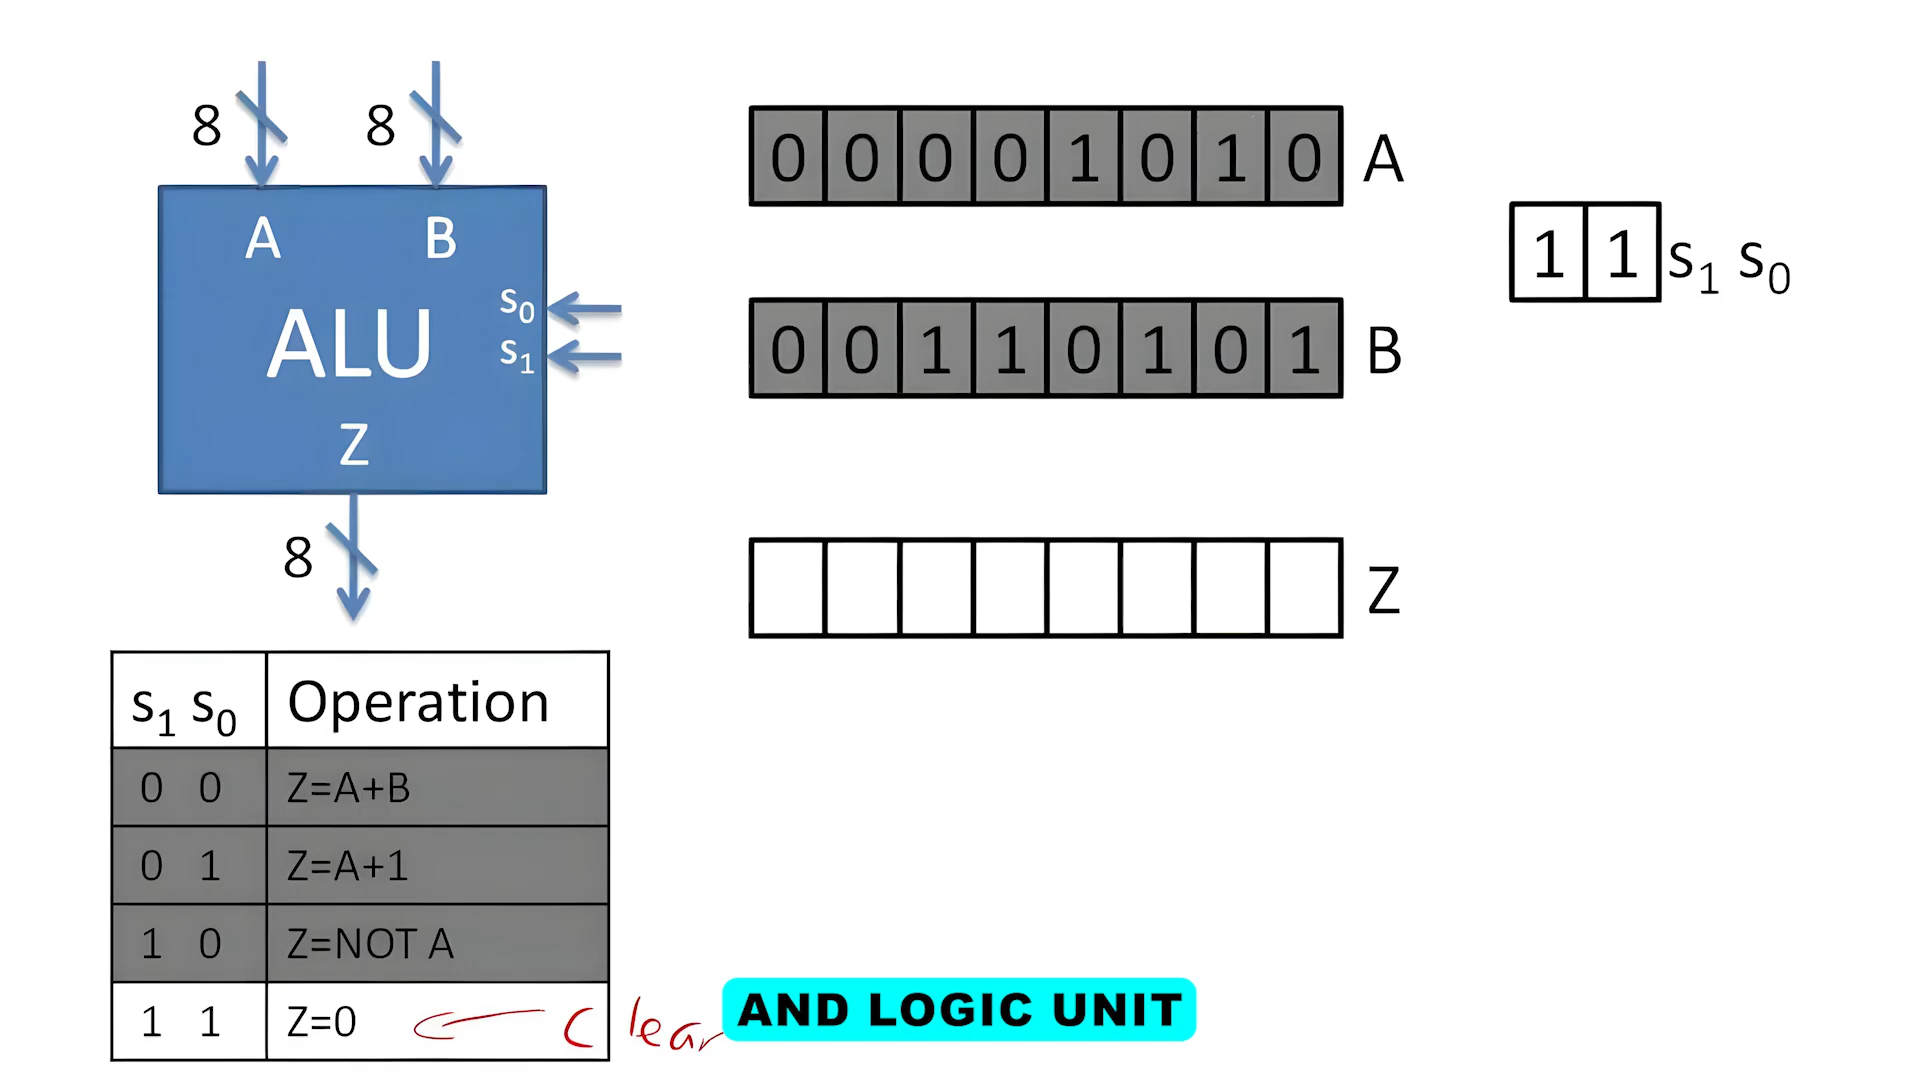 8 8
A B
s0
ALU
s1
Z
8
0 0 0 0 1 0 1 0 A
1 1 s1 s0
0 0 1 1 0 1 0 1 B
Z
s1 s0 Operation
0 0 Z=A+B
0 1 Z=A+1
1 0 Z=NOT A
1 1 Z=0
Clear
AND LOGIC UNIT